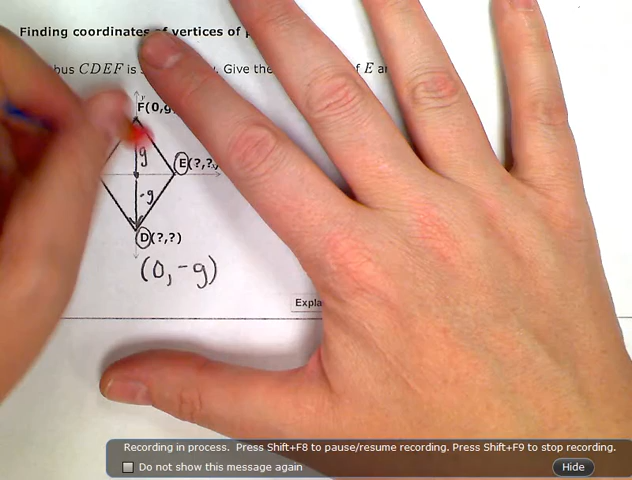 Finding coordinates of vertices of
bus CDEF is Give the of E
F(0,g
g
E(?,?
-g
D(?,?)
(0,-g)
Expla
Recording in process. Press Shift+F8 to pause/resume recording. Press Shift+F9 to stop recording.
Do not show this message again
Hide